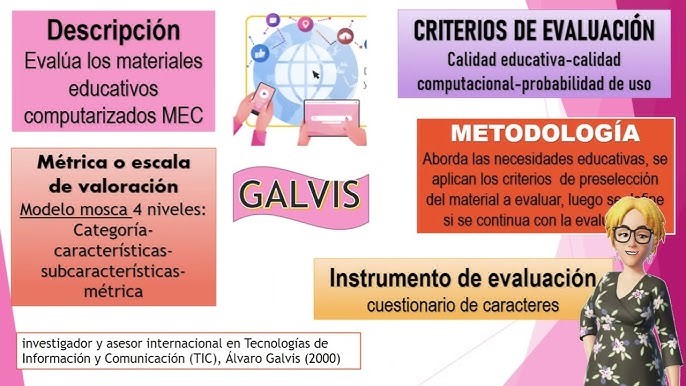 Descripción
Evalúa los materiales
educativos
computarizados MEC
CRITERIOS DE EVALUACIÓN
Calidad educativa-calidad
computacional-probabilidad de uso
Métrica o escala
de valoración
Modelo mosca 4 niveles:
Categoría-
características-
subcaracterísticas-
métrica
GALVIS
METODOLOGÍA
Aborda las necesidades educativas, se
aplican los criterios de preselección
del material a evaluar, luego se
si se continua con la
Instrumento de evaluación
cuestionario de caracteres
investigador y asesor internacional en Tecnologías de
Información y Comunicación (TIC), Álvaro Galvis (2000)